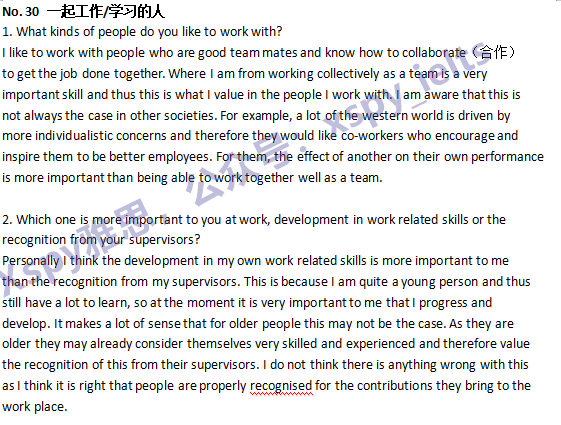 No. 30 一起工作/学习的人
1. What kinds of people do you like to work with?
I like to work with people who are good team mates and know how to collaborate（合作）
to get the job done together. Where I am from working collectively as a team is a very
important skill and thus this is what I value in the people I work with. I am aware that this is
not always the case in other societies. For example, a lot of the western world is driven by
more individualistic concerns and therefore they would like co-workers who encourage and
inspire them to be better employees. For them, the effect of another on their own performance
is more important than being able to work together well as a team.
2. Which one is more important to you at work, development in work related skills or the
recognition from your supervisors?
Personally I think the development in my own work related skills is more important to me
than the recognition from my supervisors. This is because I am quite a young person and thus
still have a lot to learn, so at the moment it is very important to me that I progress and
develop. It makes a lot of sense that for older people this may not be the case. As they are
older they may already consider themselves very skilled and experienced and therefore value
the recognition of this from their supervisors. I do not think there is anything wrong with this
as I think it is right that people are properly recognised for the contributions they bring to the
work place.
xspy雅思，公众号：xspy_ielts